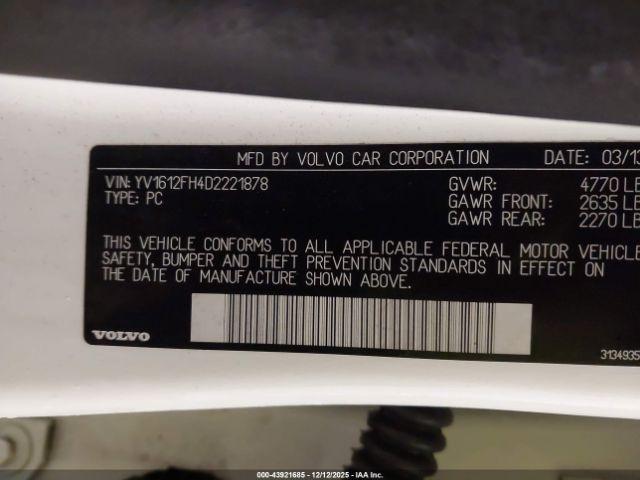 MFD BY VOLVO CAR CORPORATION DATE: 03/13
VIN: YV1612FH4D2221878 GVWR: 4770 LB
TYPE: PC GAWR FRONT: 2635 LB
GAWR REAR: 2270 LB
THIS VEHICLE CONFORMS TO ALL APPLICABLE FEDERAL MOTOR VEHICLE
SAFETY, BUMPER AND THEFT PREVENTION STANDARDS IN EFFECT ON
THE DATE OF MANUFACTURE SHOWN ABOVE.
VOLVO
3134935
000-43921685 - 12/12/2025 - IAA Inc.